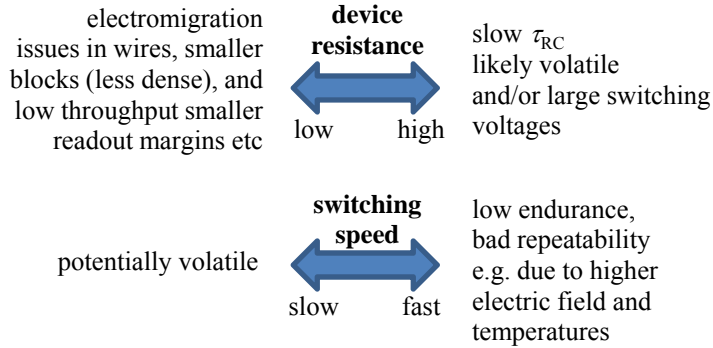 electromigration
issues in wires, smaller
blocks (less dense), and
low throughput smaller
readout margins etc
device
resistance
low high
slow τRC
likely volatile
and/or large switching
voltages
potentially volatile
switching
speed
slow fast
low endurance,
bad repeatability
e.g. due to higher
electric field and
temperatures